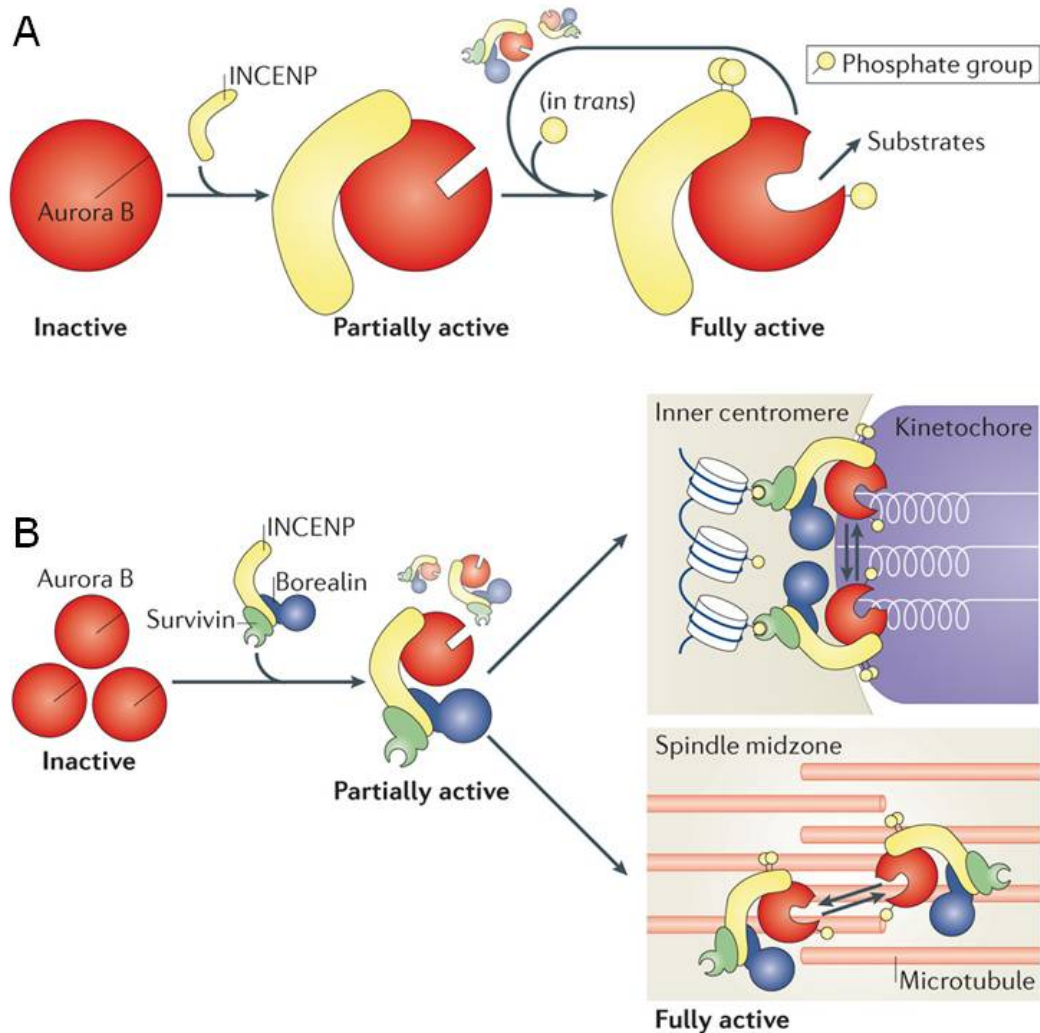 A
INCENP
Phosphate group
(in trans)
Substrates
Aurora B
Inactive
Partially active
Fully active
B
Inner centromere
Kinetochore
INCENP
Aurora B
Borealin
Survivin
Inactive
Partially active
Spindle midzone
Microtubule
Fully active